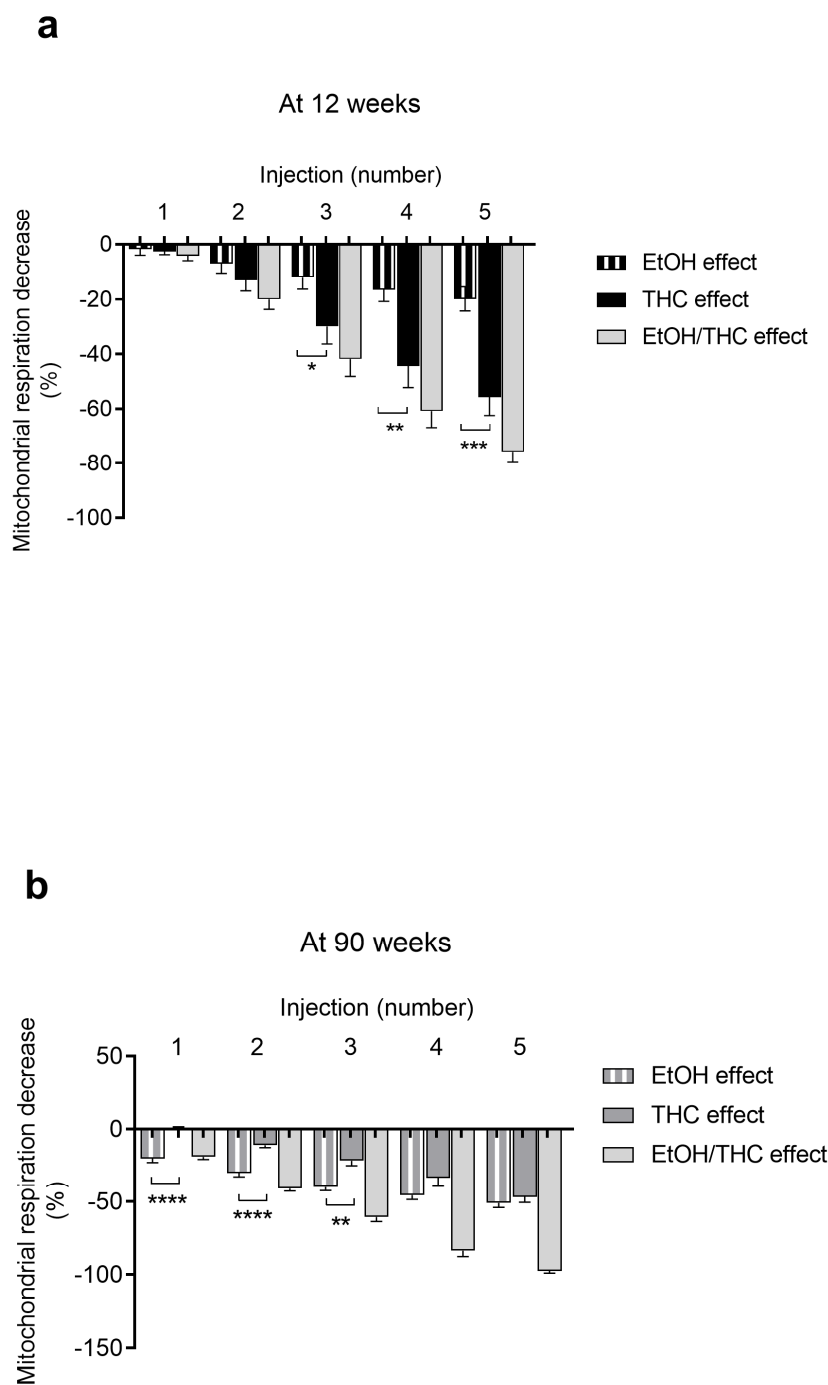 a
At 12 weeks
Injection (number)
1 2 3 4 5
Mitochondrial respiration decrease
(%)
0
-20
-40
-60
-80
-100
*
**
***
EtOH effect
THC effect
EtOH/THC effect
b
At 90 weeks
Injection (number)
1 2 3 4 5
Mitochondrial respiration decrease
(%)
50
0
-50
-100
-150
****
****
**
EtOH effect
THC effect
EtOH/THC effect